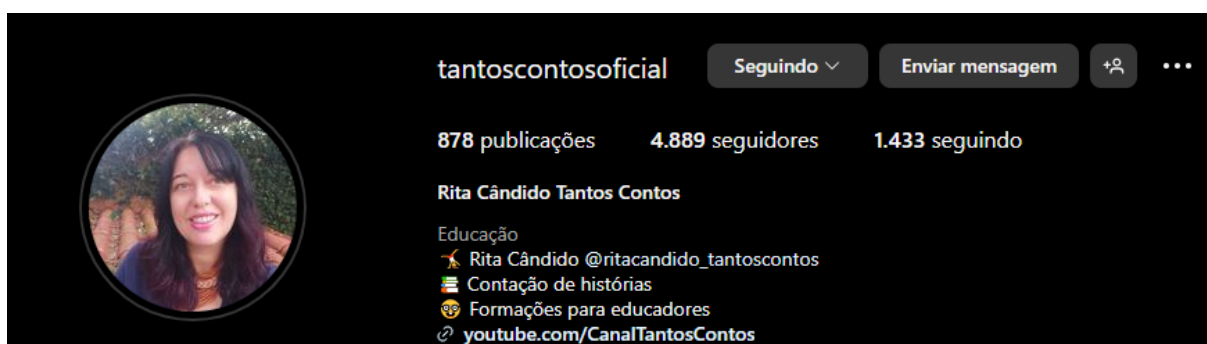 tantoscontosoficial Seguindo Enviar mensagem
878 publicações 4.889 seguidores 1.433 seguindo
Rita Cândido Tantos Contos
Educação
Rita Cândido @ritacandido_tantoscontos
Contação de histórias
Formações para educadores
youtube.com/CanalTantosContos